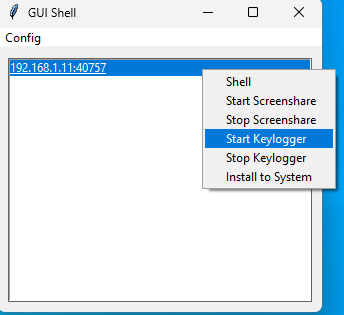 GUI Shell
Config
192.168.1.11:40757
Shell
Start Screenshare
Stop Screenshare
Start Keylogger
Stop Keylogger
Install to System